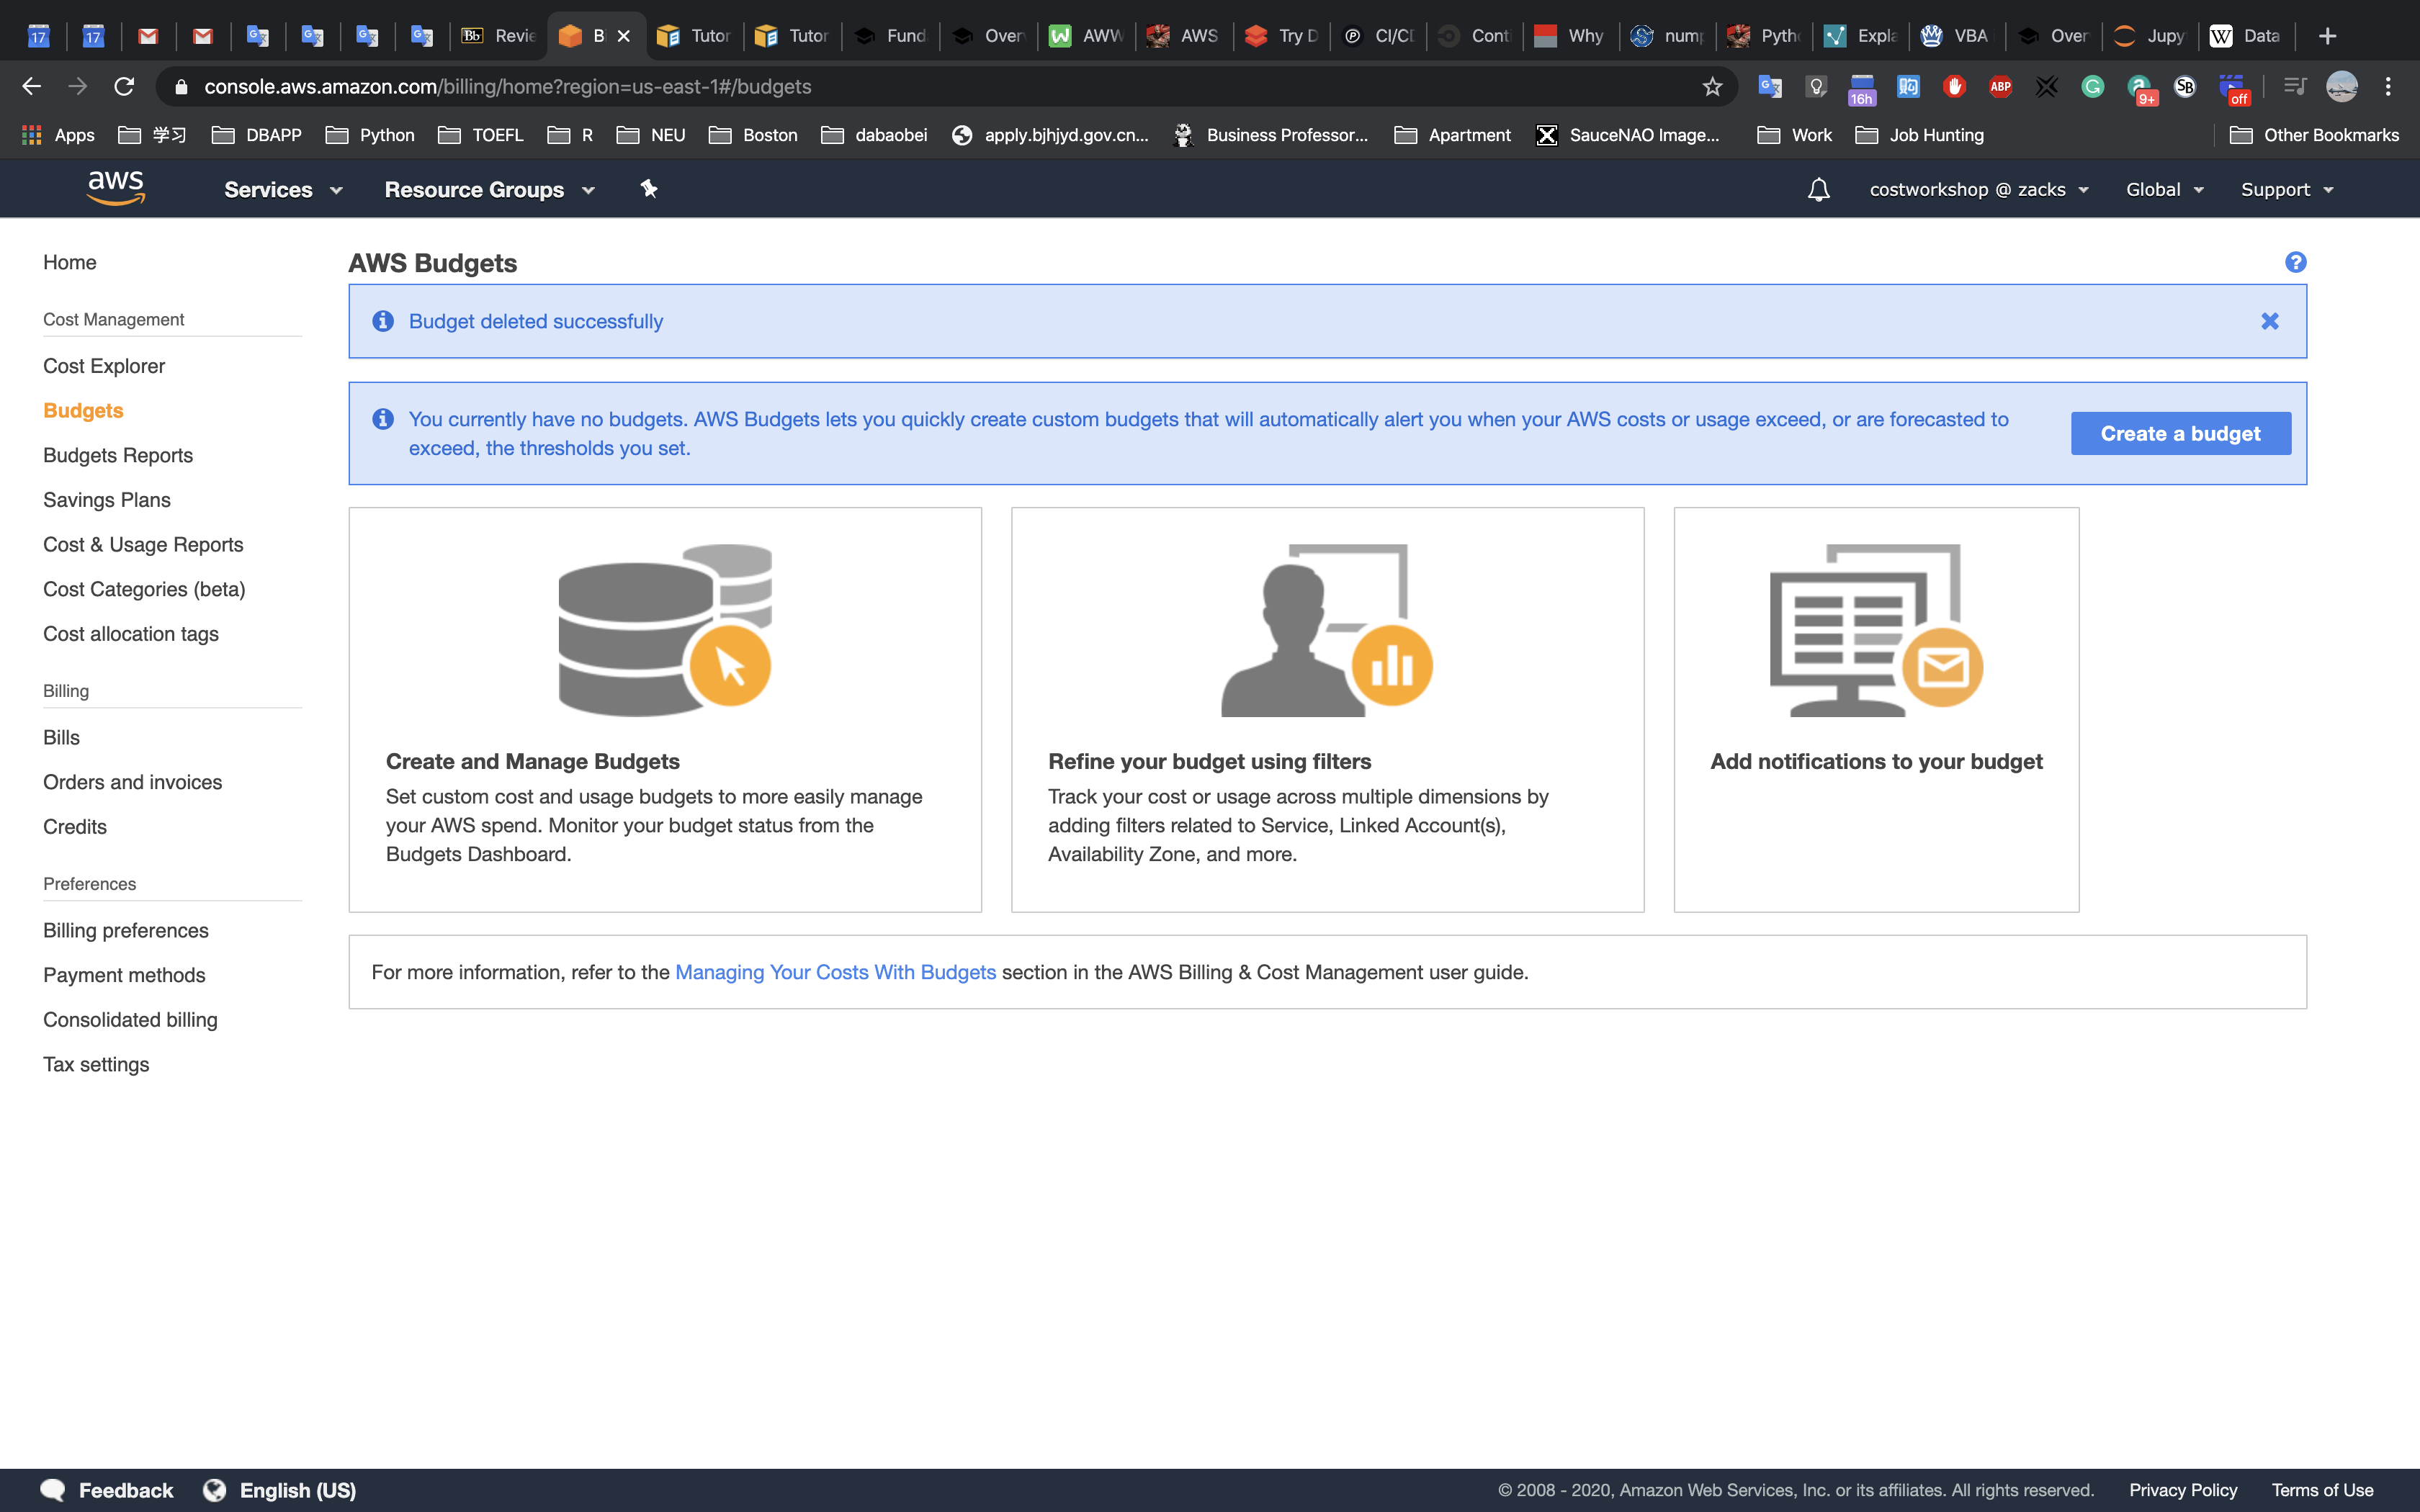 17
17
Bb Revie
B
Tutor
Tutor
Fund
Over
AWW
AWS
Try D
CI/CD
Cont
Why
num
Pyth
Expla
VBA
Over
Jupy
W Data
console.aws.amazon.com/billing/home?region=us-east-1#/budgets
16h
ABP
9+
SB
off
Apps
学习
DBAPP
Python
TOEFL
R
NEU
Boston
dabaobei
apply.bjhjyd.gov.cn...
Business Professor...
Apartment
SauceNAO Image...
Work
Job Hunting
Other Bookmarks
aws
Services
Resource Groups
costworkshop @ zacks
Global
Support
Home
Cost Management
Cost Explorer
Budgets
Budgets Reports
Savings Plans
Cost & Usage Reports
Cost Categories (beta)
Cost allocation tags
Billing
Bills
Orders and invoices
Credits
Preferences
Billing preferences
Payment methods
Consolidated billing
Tax settings
AWS Budgets
Budget deleted successfully
You currently have no budgets. AWS Budgets lets you quickly create custom budgets that will automatically alert you when your AWS costs or usage exceed, or are forecasted to
exceed, the thresholds you set.
Create a budget
Create and Manage Budgets
Set custom cost and usage budgets to more easily manage
your AWS spend. Monitor your budget status from the
Budgets Dashboard.
Refine your budget using filters
Track your cost or usage across multiple dimensions by
adding filters related to Service, Linked Account(s),
Availability Zone, and more.
Add notifications to your budget
For more information, refer to the Managing Your Costs With Budgets section in the AWS Billing & Cost Management user guide.
Feedback
English (US)
© 2008 - 2020, Amazon Web Services, Inc. or its affiliates. All rights reserved.
Privacy Policy
Terms of Use